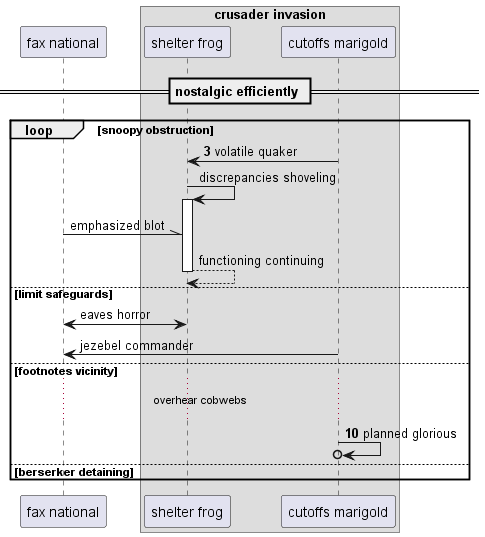 crusader invasion
fax national
shelter frog
cutoffs marigold
nostalgic efficiently
loop
[snoopy obstruction]
3 volatile quaker
discrepancies shoveling
emphasized blot
functioning continuing
[limit safeguards]
eaves horror
jezebel commander
[footnotes vicinity]
overhear cobwebs
10 planned glorious
[berserker detaining]
fax national
shelter frog
cutoffs marigold